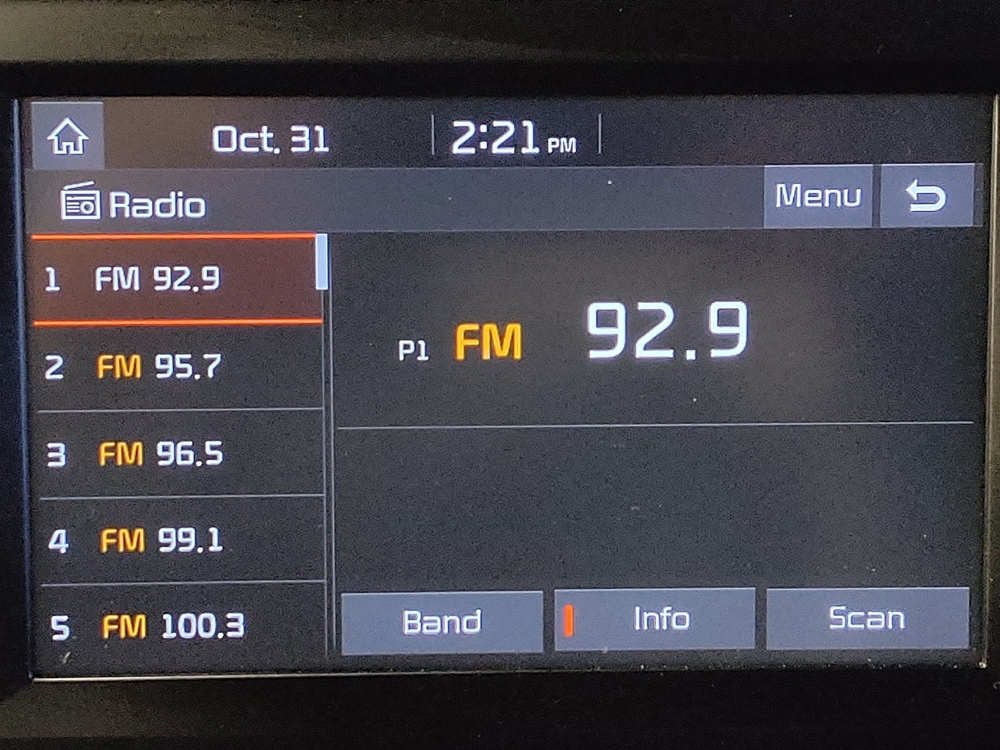 Oct. 31 2:21 PM
Radio Menu
1 FM 92.9
2 FM 95.7
3 FM 96.5
4 FM 99.1
5 FM 100.3
P1 FM 92.9
Band Info Scan